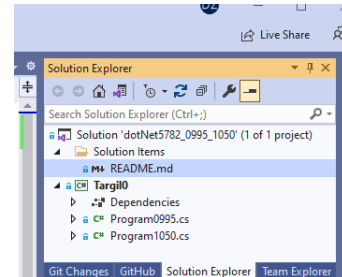 DZ
Live Share
Solution Explorer
Search Solution Explorer (Ctrl+;)
Solution 'dotNet5782_0995_1050' (1 of 1 project)
Solution Items
M+ README.md
C# Targil0
Dependencies
C# Program0995.cs
C# Program1050.cs
Git Changes GitHub Solution Explorer Team Explorer